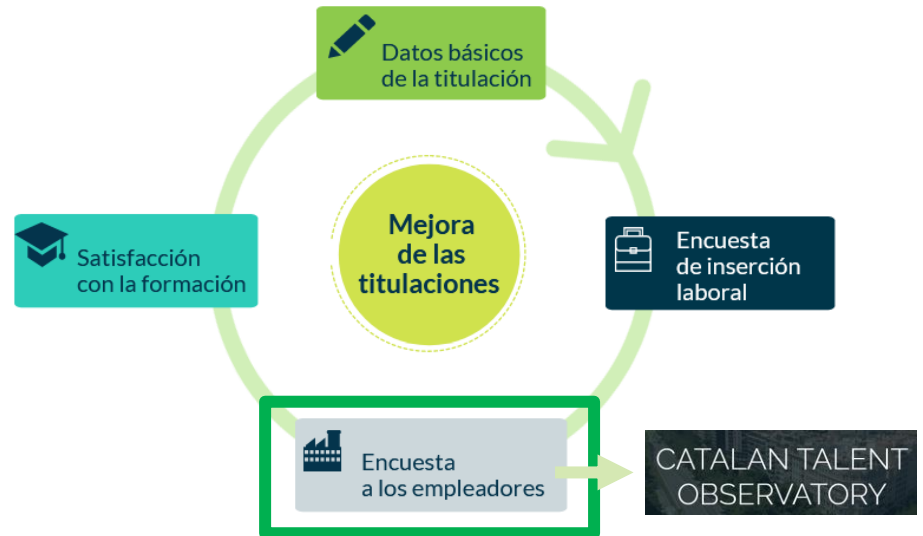 Datos básicos
de la titulación
Mejora
de las
titulaciones
Satisfacción
con la formación
Encuesta
de inserción
laboral
Encuesta
a los empleadores
CATALAN TALENT
OBSERVATORY